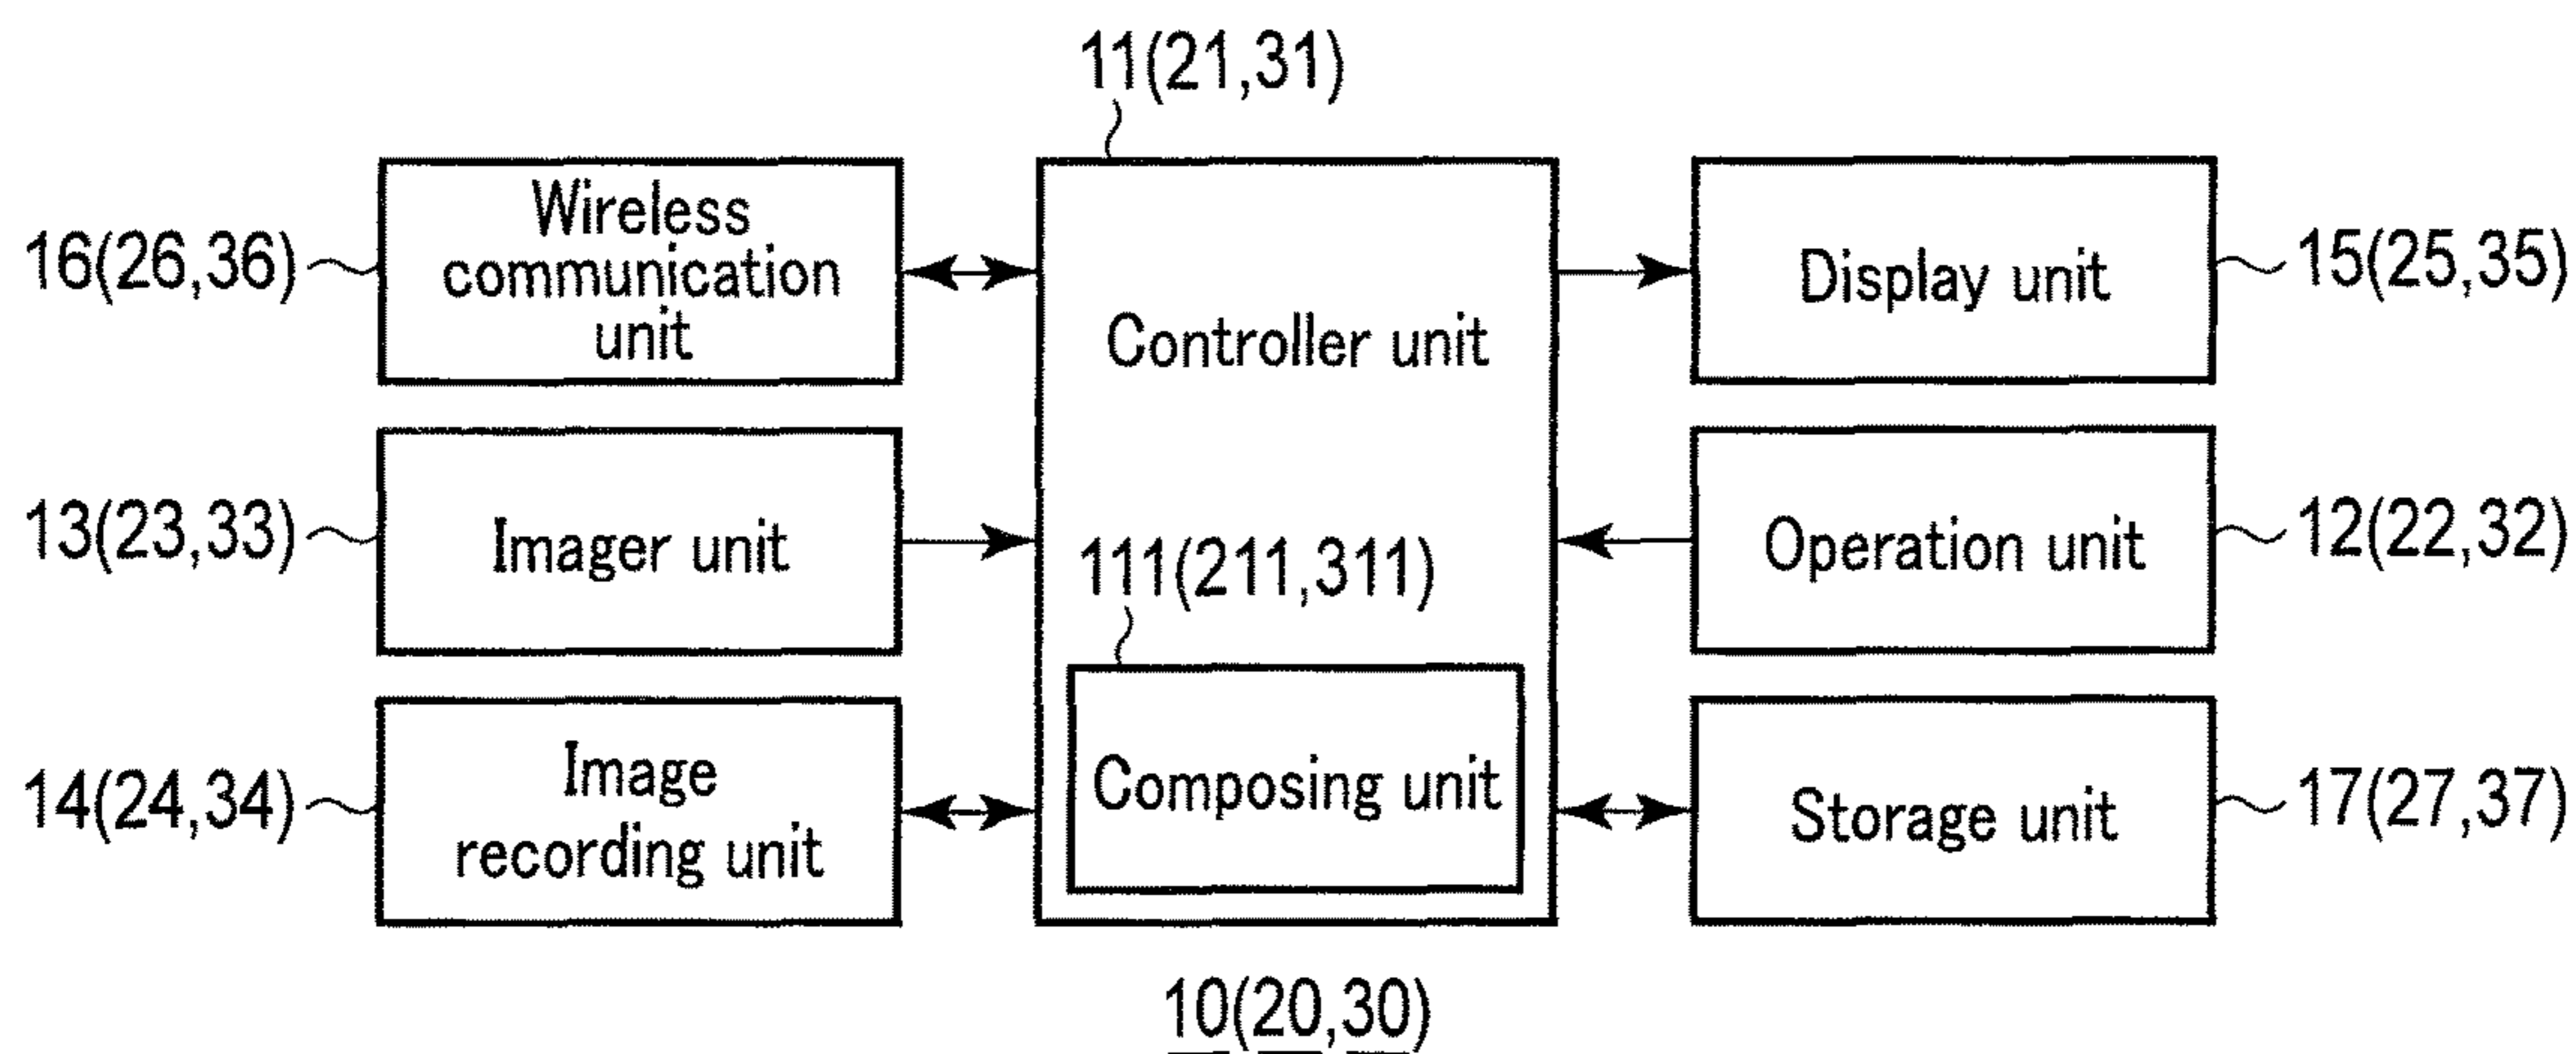 11(21,31)
16(26,36)
Wireless
communication
unit
Controller unit
Display unit
15(25,35)
13(23,33)
Imager unit
111(211,311)
Operation unit
12(22,32)
14(24,34)
Image
recording unit
Composing unit
Storage unit
17(27,37)
10(20,30)